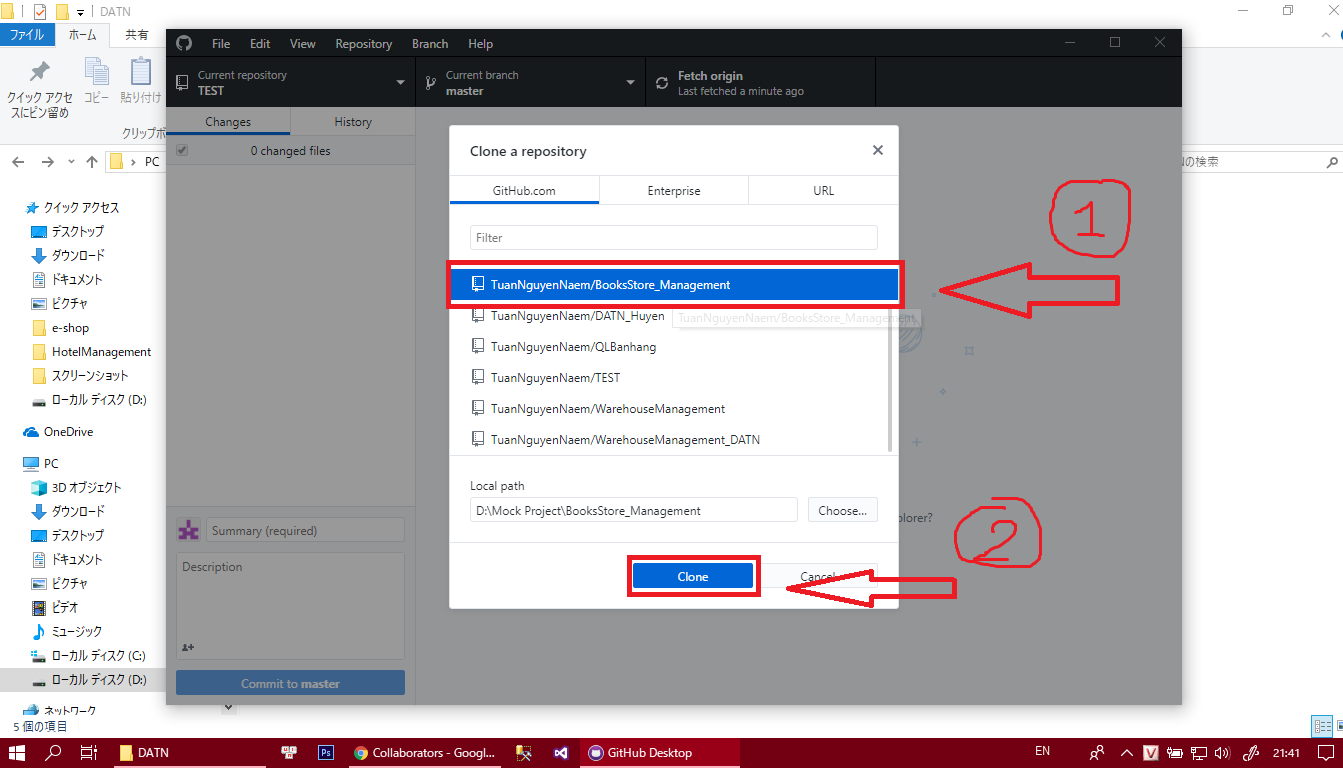 DATN
ファイル
ホーム
共有
クイック アクセ
スにピン留め
コピー
貼り付け
クリップボ
PC
Nの検索
クイック アクセス
デスクトップ
ダウンロード
ドキュメント
ピクチャ
e-shop
HotelManagement
スクリーンショット
ローカル ディスク (D:)
OneDrive
PC
3D オブジェクト
ダウンロード
デスクトップ
ドキュメント
ピクチャ
ビデオ
ミュージック
ローカル ディスク (C:)
ローカル ディスク (D:)
ネットワーク
5 個の項目
File Edit View Repository Branch Help
Current repository
TEST
Current branch
master
Fetch origin
Last fetched a minute ago
Changes
History
0 changed files
Summary (required)
Description
Commit to master
Clone a repository
GitHub.com
Enterprise
URL
Filter
TuanNguyenNaem/BooksStore_Management
TuanNguyenNaem/DATN_Huyen
TuanNguyenNaem/BooksStore_Management
TuanNguyenNaem/QLBanhang
TuanNguyenNaem/TEST
TuanNguyenNaem/WarehouseManagement
TuanNguyenNaem/WarehouseManagement_DATN
Local path
D:\Mock Project\BooksStore_Management
Choose...
Clone
Cancel
plorer?
1
2
DATN
Ps
Collaborators - Googl...
GitHub Desktop
EN
V
21:41